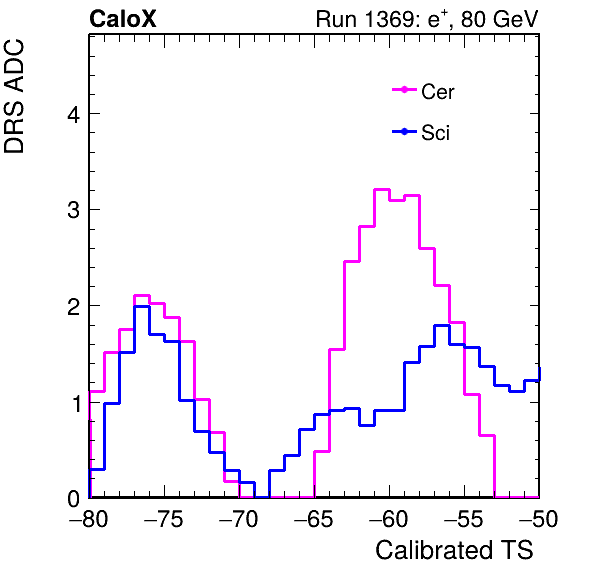 CaloX Run 1369: e⁺, 80 GeV
DRS ADC
Cer
Sci
4
3
2
1
0
−80 −75 −70 −65 −60 −55 −50
Calibrated TS